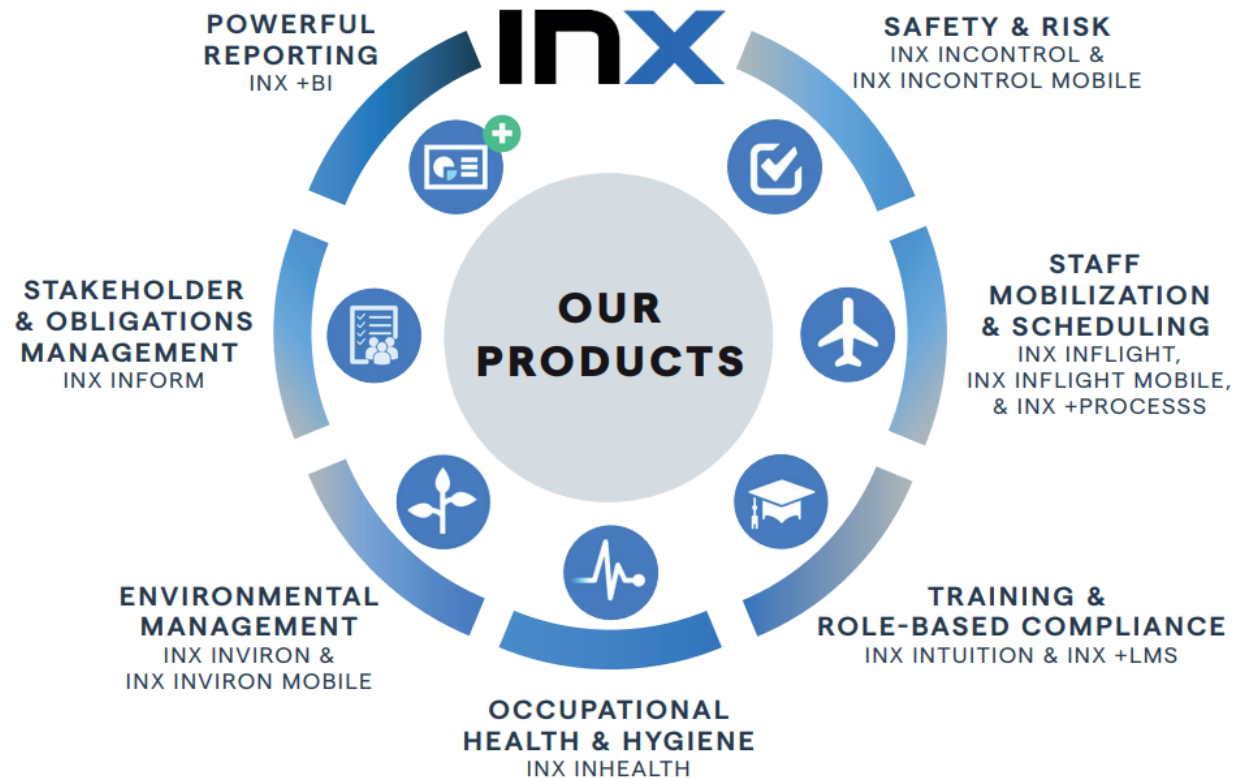 INX
POWERFUL
REPORTING
INX +BI
SAFETY & RISK
INX INCONTROL &
INX INCONTROL MOBILE
STAFF
MOBILIZATION
& SCHEDULING
INX INFLIGHT,
INX INFLIGHT MOBILE,
& INX +PROCESSS
TRAINING &
ROLE-BASED COMPLIANCE
INX INTUITION & INX +LMS
OCCUPATIONAL
HEALTH & HYGIENE
INX INHEALTH
ENVIRONMENTAL
MANAGEMENT
INX INVIRON &
INX INVIRON MOBILE
STAKEHOLDER
& OBLIGATIONS
MANAGEMENT
INX INFORM
OUR
PRODUCTS